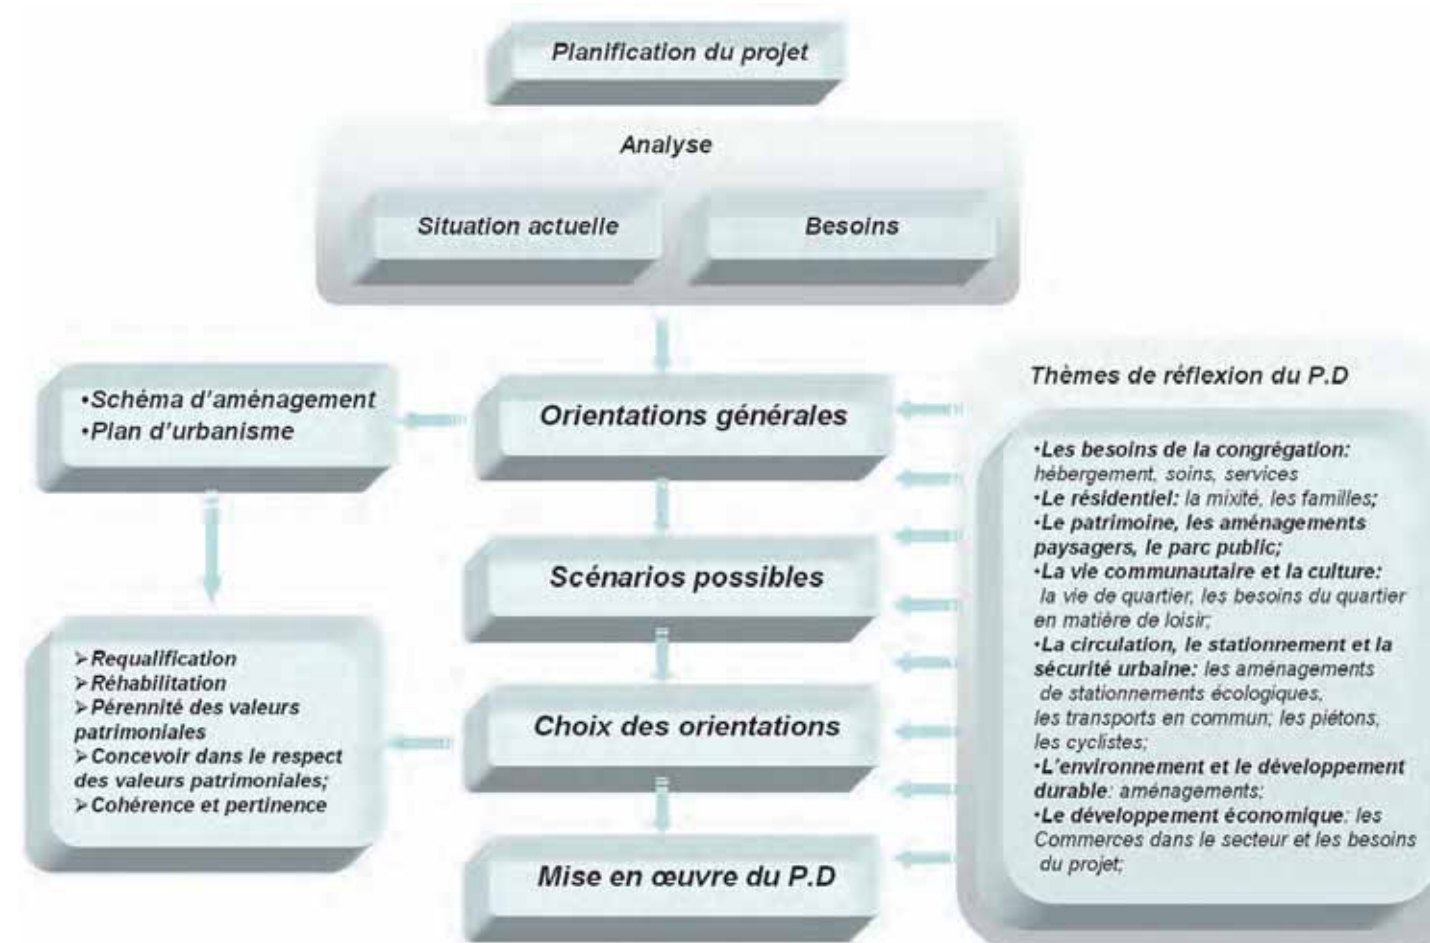 Planification du projet
Analyse
Situation actuelle
Besoins
•Schéma d'aménagement
•Plan d'urbanisme
Orientations générales
Scénarios possibles
Choix des orientations
Mise en œuvre du P.D
➢Requalification
➢Réhabilitation
➢Pérennité des valeurs
patrimoniales
➢Concevoir dans le respect
des valeurs patrimoniales;
➢Cohérence et pertinence
Thèmes de réflexion du P.D
•Les besoins de la congrégation:
hébergement, soins, services
•Le résidentiel: la mixité, les familles;
•Le patrimoine, les aménagements
paysagers, le parc public;
•La vie communautaire et la culture:
la vie de quartier, les besoins du quartier
en matière de loisir;
•La circulation, le stationnement et la
sécurité urbaine: les aménagements
de stationnements écologiques,
les transports en commun; les piétons,
les cyclistes;
•L'environnement et le développement
durable: aménagements;
•Le développement économique: les
Commerces dans le secteur et les besoins
du projet;